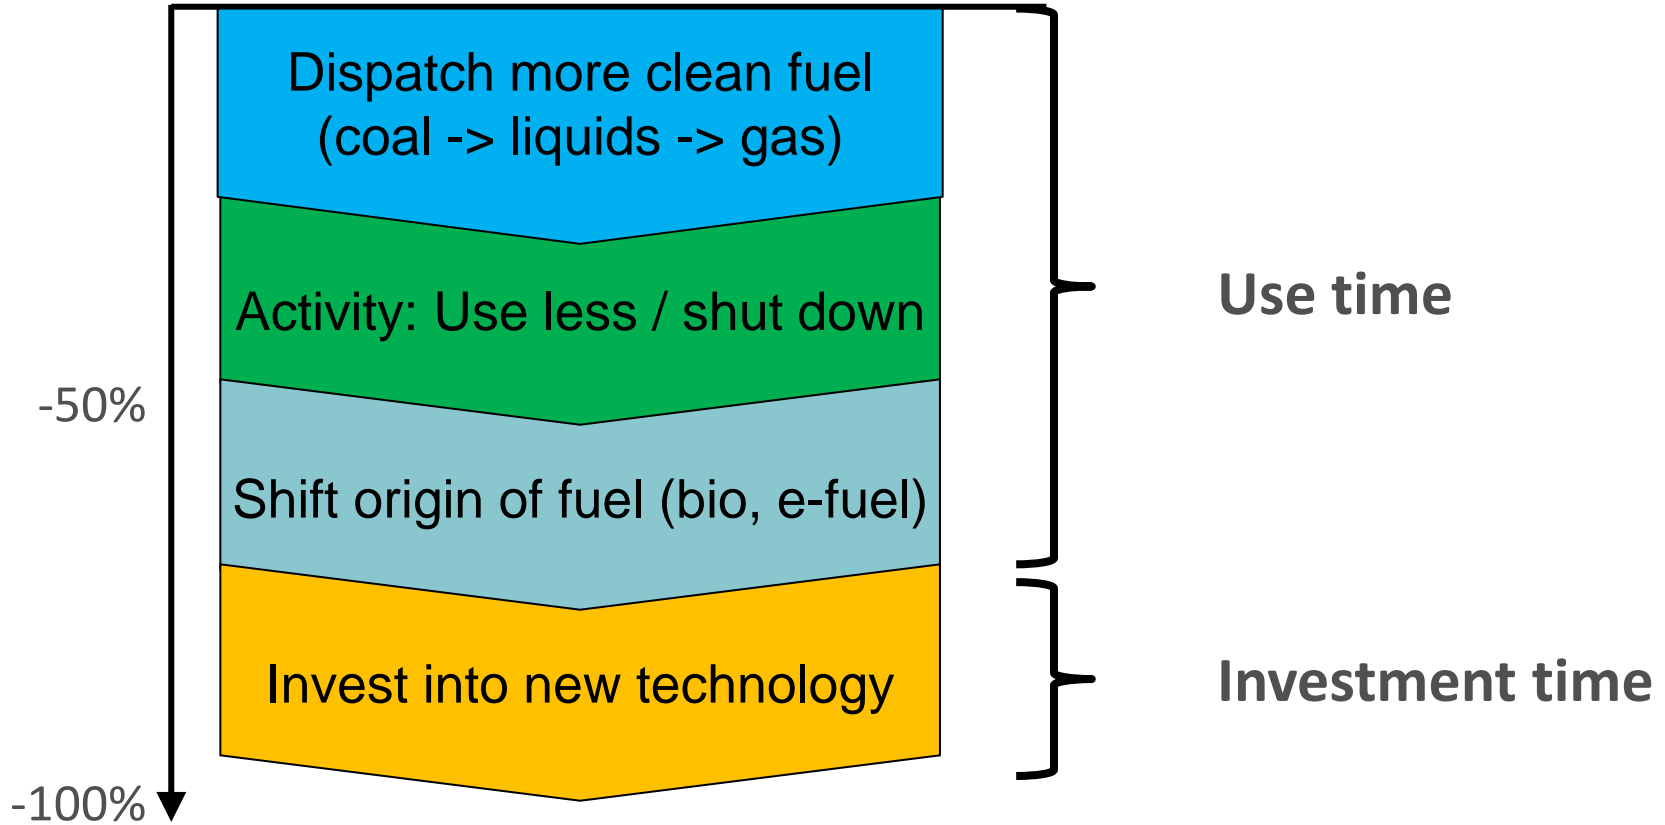 Dispatch more clean fuel
(coal -> liquids -> gas)
Activity: Use less / shut down
Shift origin of fuel (bio, e-fuel)
Invest into new technology
-50%
-100%
Use time
Investment time